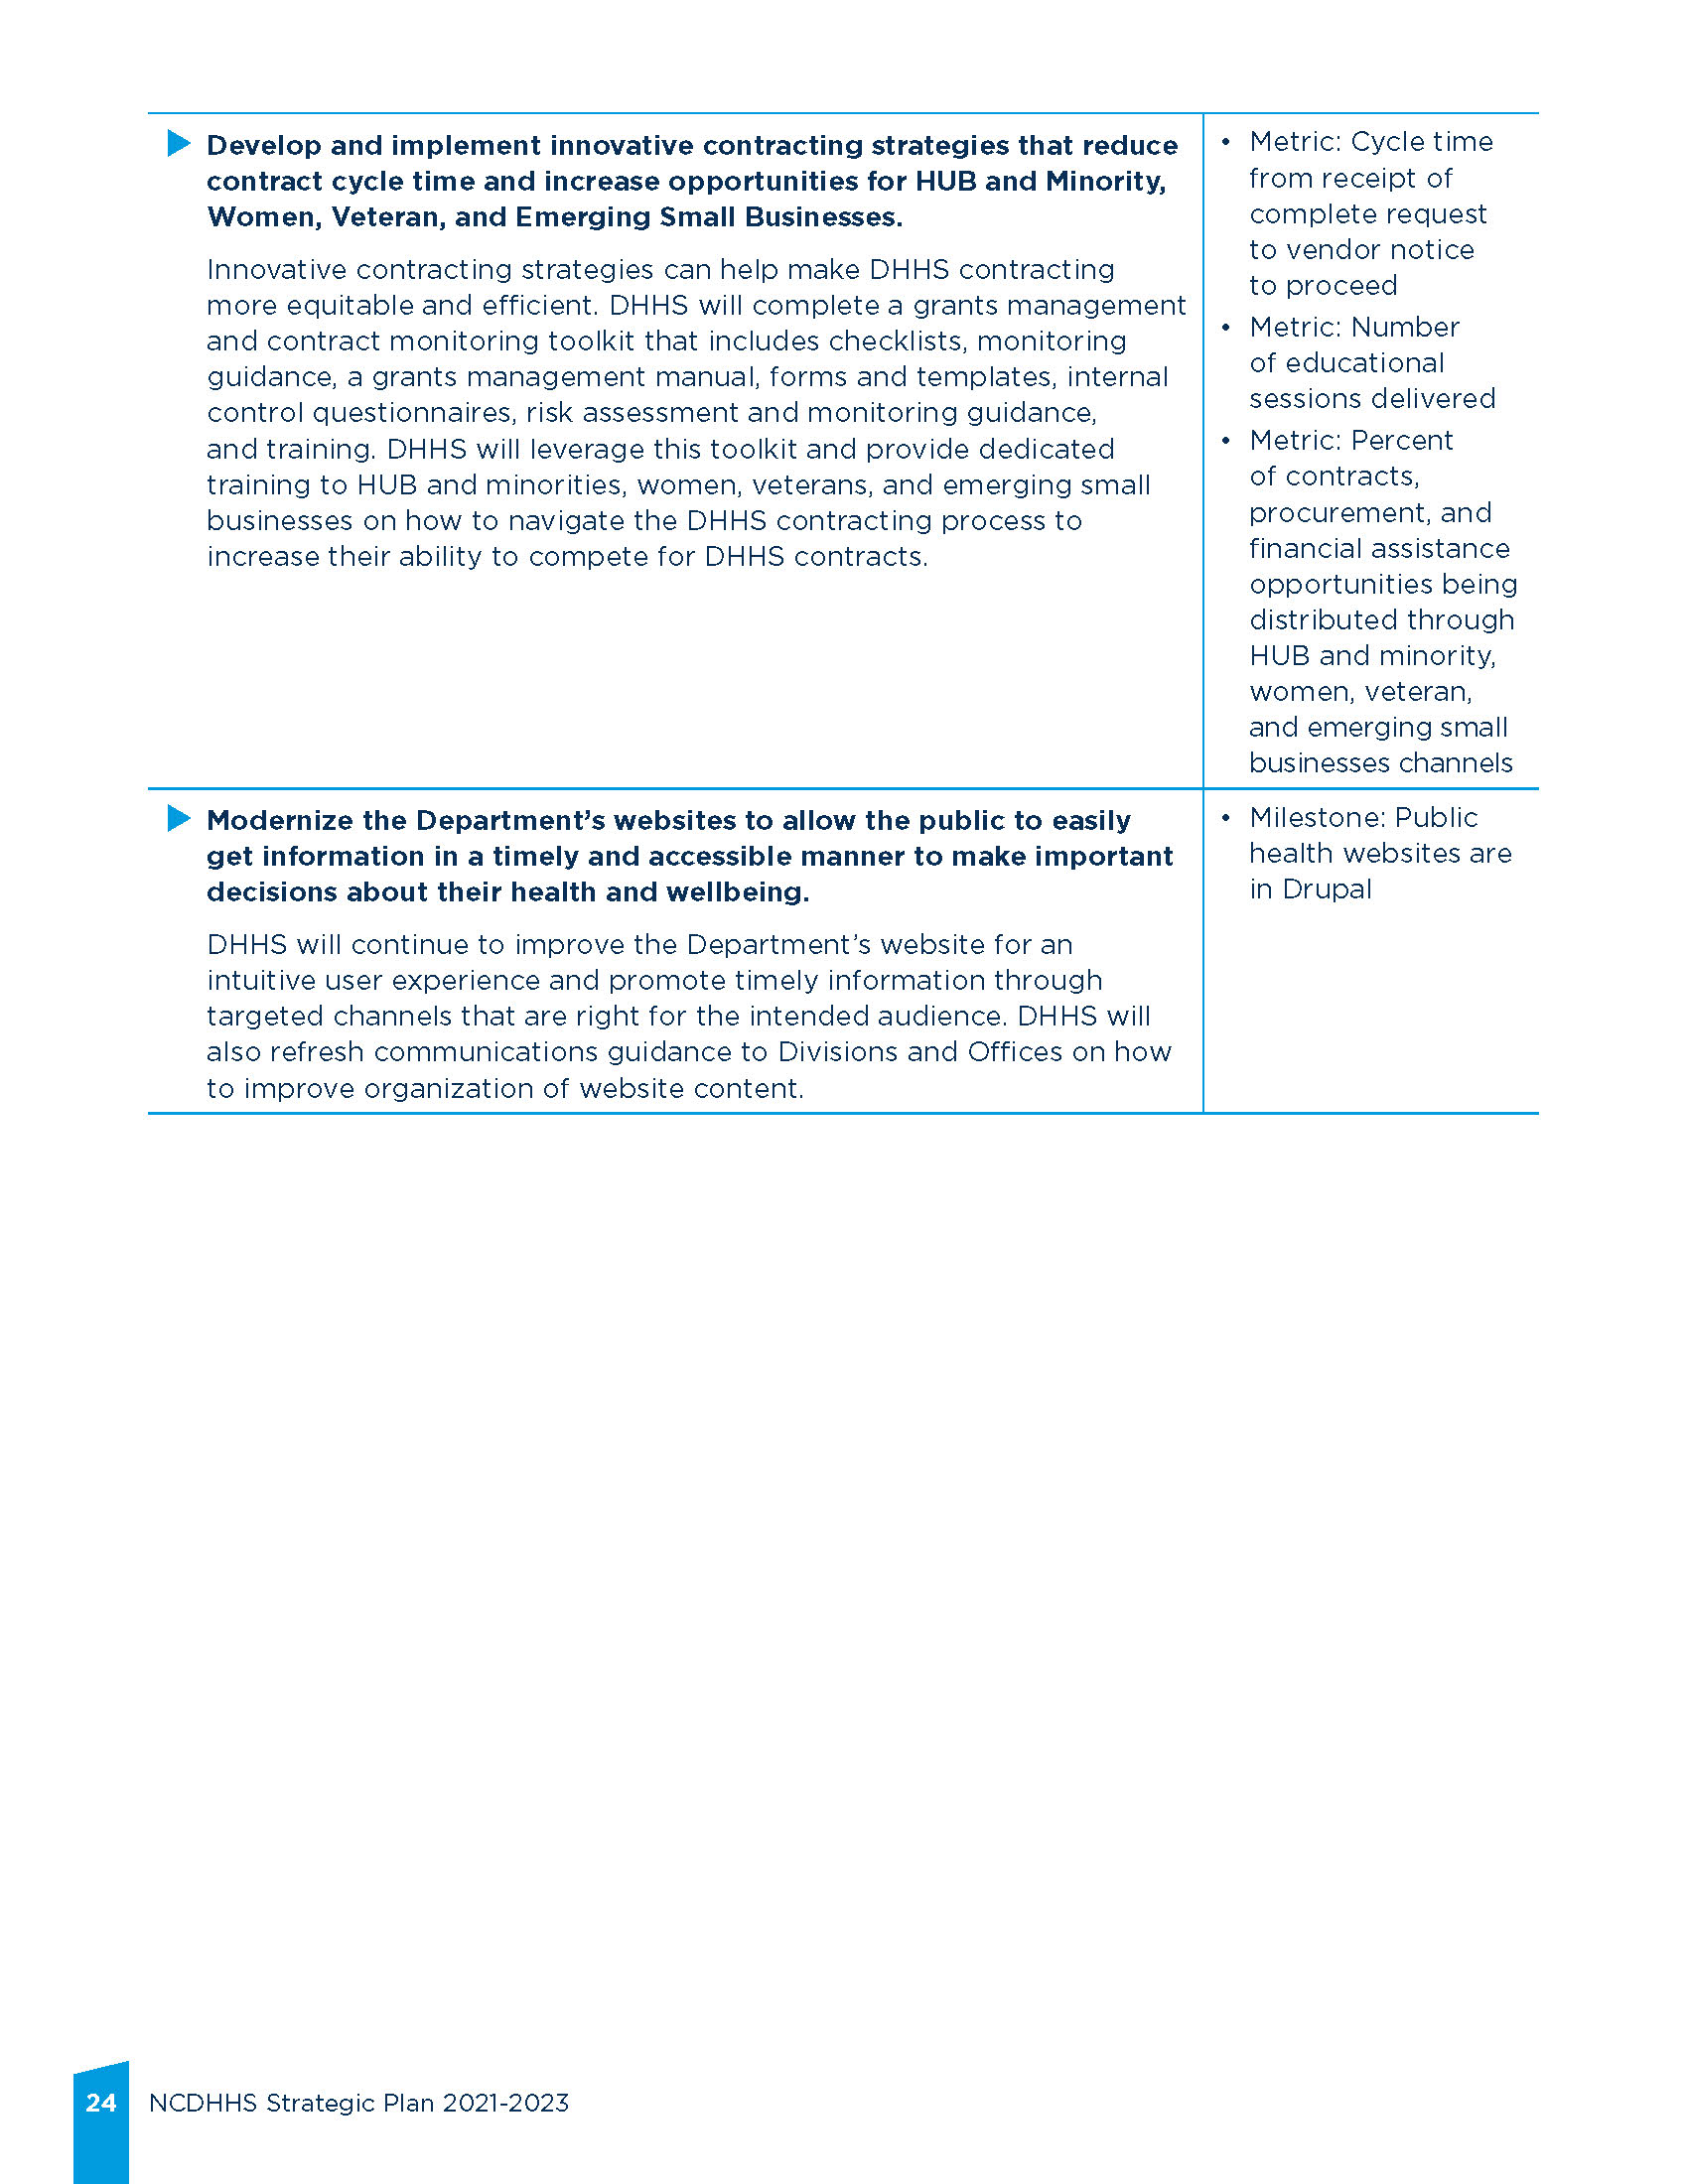 Develop and implement innovative contracting strategies that reduce
contract cycle time and increase opportunities for HUB and Minority,
Women, Veteran, and Emerging Small Businesses.
Innovative contracting strategies can help make DHHS contracting
more equitable and efficient. DHHS will complete a grants management
and contract monitoring toolkit that includes checklists, monitoring
guidance, a grants management manual, forms and templates, internal
control questionnaires, risk assessment and monitoring guidance,
and training. DHHS will leverage this toolkit and provide dedicated
training to HUB and minorities, women, veterans, and emerging small
businesses on how to navigate the DHHS contracting process to
increase their ability to compete for DHHS contracts.
• Metric: Cycle time
from receipt of
complete request
to vendor notice
to proceed
• Metric: Number
of educational
sessions delivered
• Metric: Percent
of contracts,
procurement, and
financial assistance
opportunities being
distributed through
HUB and minority,
women, veteran,
and emerging small
businesses channels
Modernize the Department’s websites to allow the public to easily
get information in a timely and accessible manner to make important
decisions about their health and wellbeing.
DHHS will continue to improve the Department’s website for an
intuitive user experience and promote timely information through
targeted channels that are right for the intended audience. DHHS will
also refresh communications guidance to Divisions and Offices on how
to improve organization of website content.
• Milestone: Public
health websites are
in Drupal
24 NCDHHS Strategic Plan 2021-2023